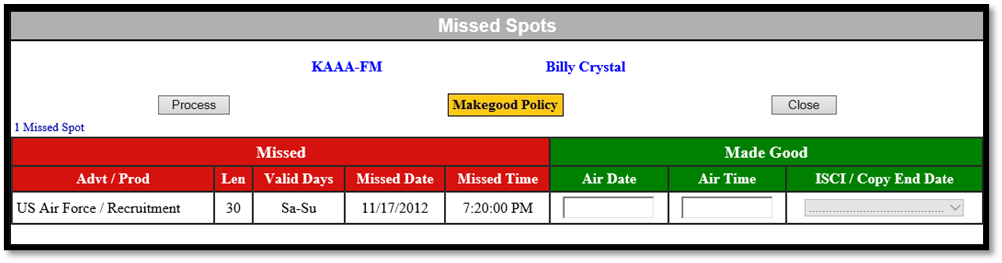 Missed Spots
KAAA-FM Billy Crystal
Process Makegood Policy Close
1 Missed Spot
Missed Made Good
Advt / Prod Len Valid Days Missed Date Missed Time Air Date Air Time ISCI / Copy End Date
US Air Force / Recruitment 30 Sa-Su 11/17/2012 7:20:00 PM ..........................................